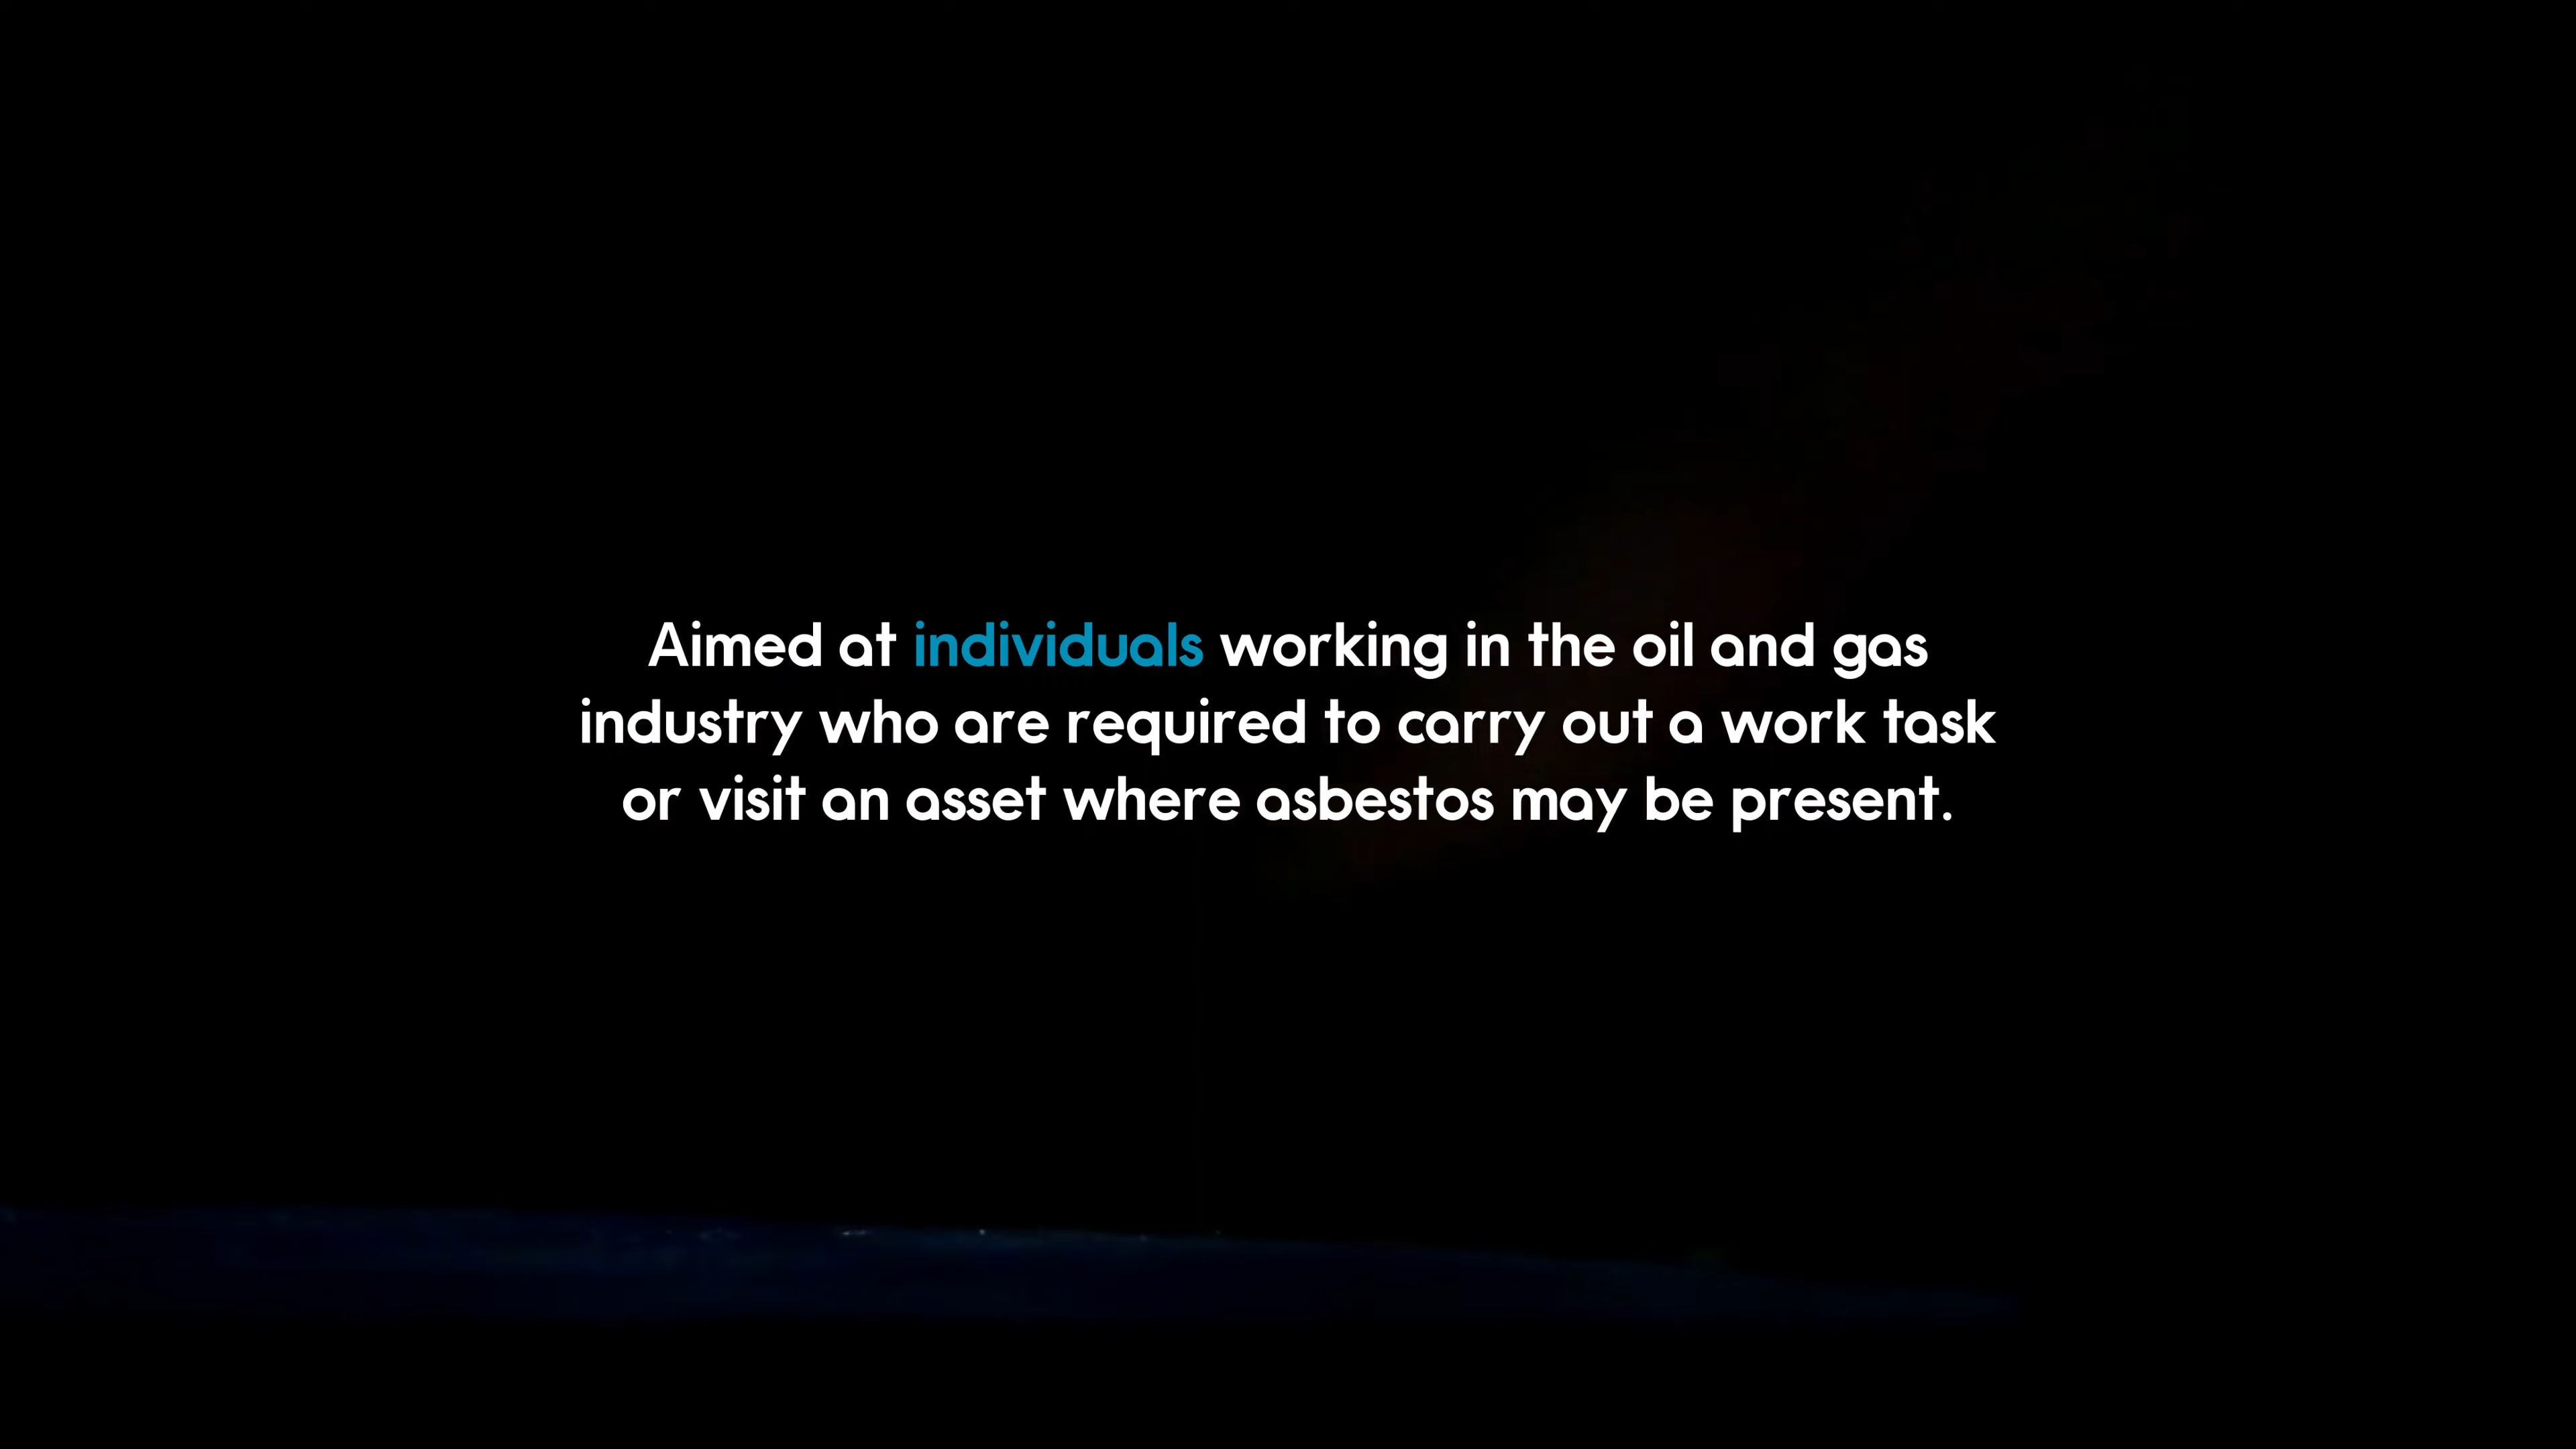 Aimed at individuals working in the oil and gas
industry who are required to carry out a work task
or visit an asset where asbestos may be present.